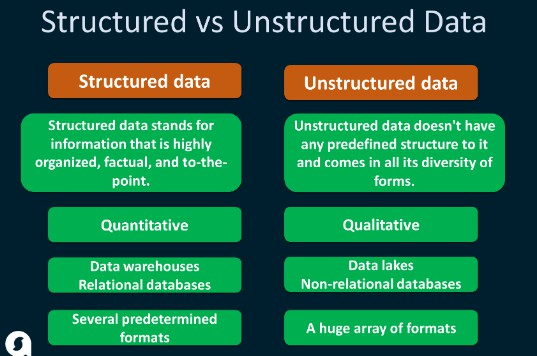 Structured vs Unstructured Data
Structured data
Unstructured data
Structured data stands for
information that is highly
organized, factual, and to-the-
point.
Unstructured data doesn't have
any predefined structure to it
and comes in all its diversity of
forms.
Quantitative
Qualitative
Data warehouses
Relational databases
Data lakes
Non-relational databases
Several predetermined
formats
A huge array of formats